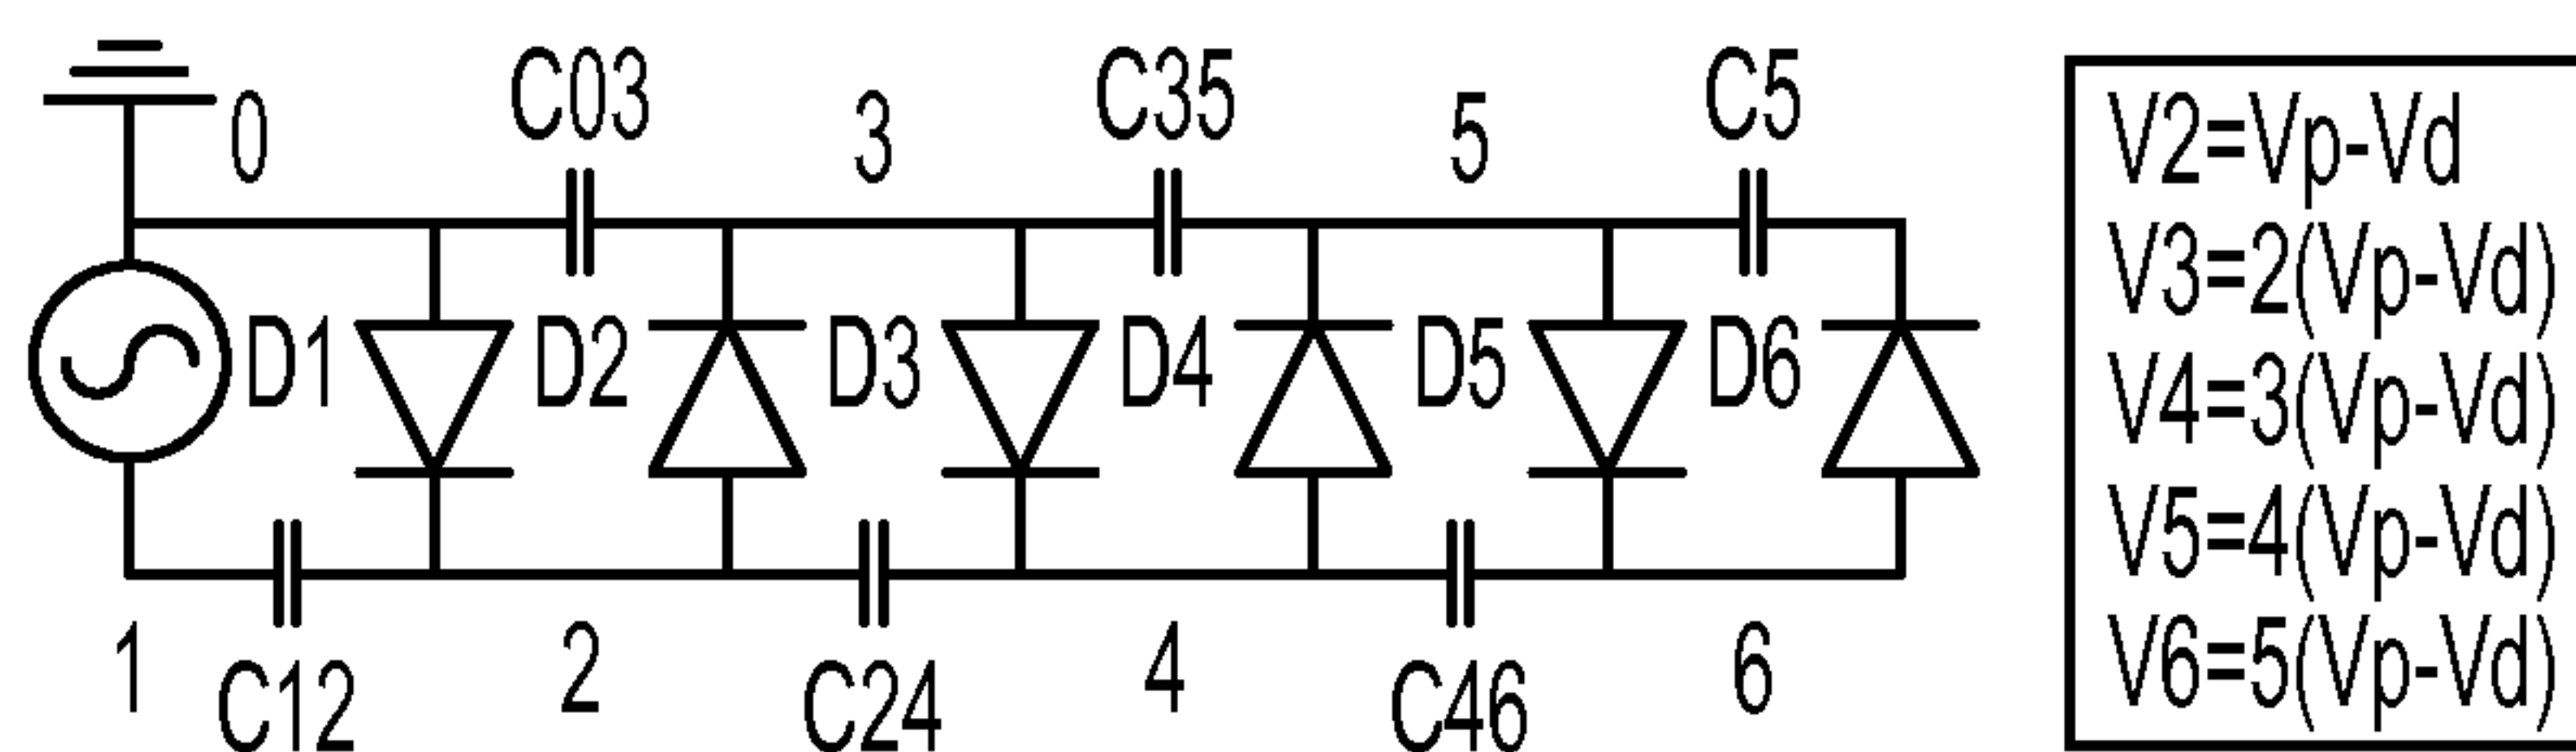 0
C03
3
C35
5
C5
D1
D2
D3
D4
D5
D6
1
C12
2
C24
4
C46
6
V2=Vp-Vd
V3=2(Vp-Vd)
V4=3(Vp-Vd)
V5=4(Vp-Vd)
V6=5(Vp-Vd)